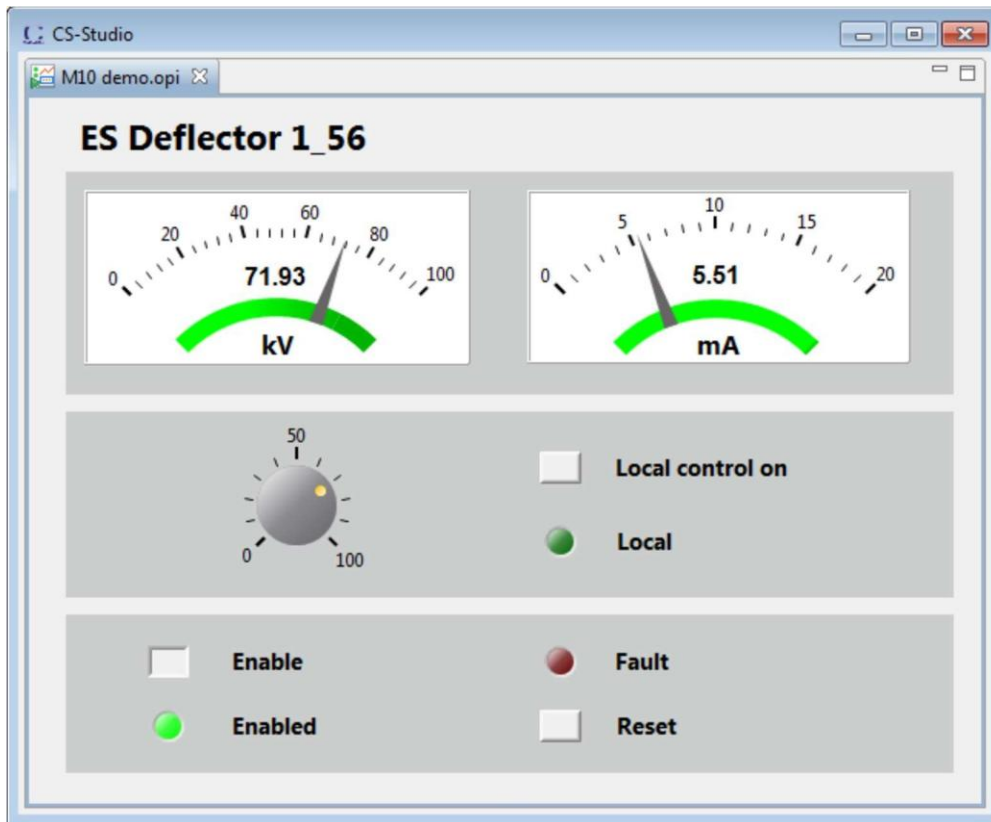 CS-Studio
M10 demo.opi
ES Deflector 1_56
0 20 40 60 80 100
71.93
kV
0 5 10 15 20
5.51
mA
0 50 100
Local control on
Local
Enable
Fault
Enabled
Reset